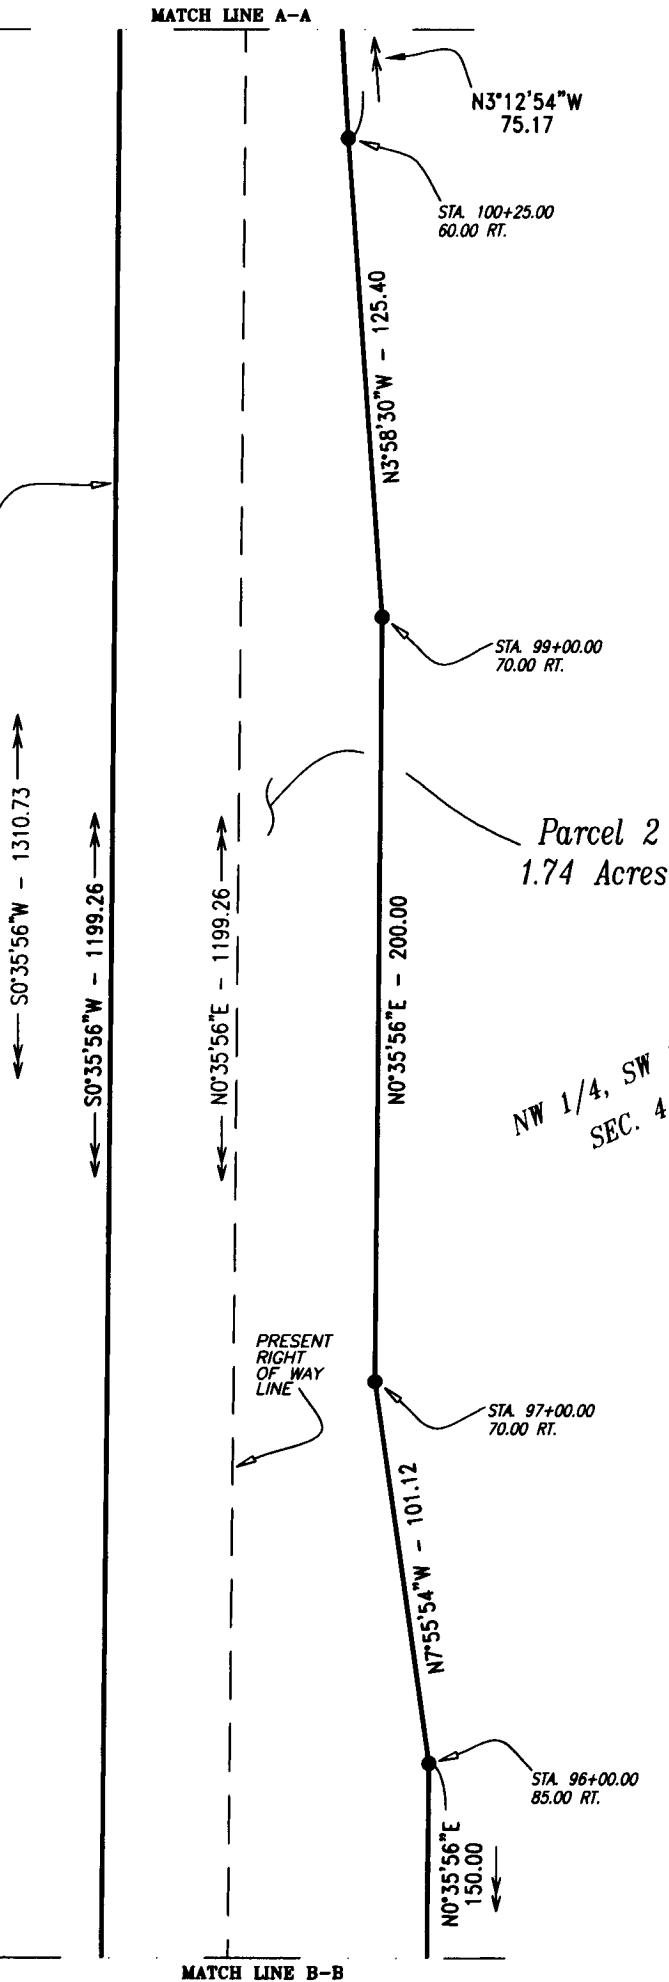 MATCH LINE A-A
N3°12'54"W
75.17
STA. 100+25.00
60.00 RT.
N3°58'30"W - 125.40
STA. 99+00.00
70.00 RT.
S0°35'56"W - 1310.73
S0°35'56"W - 1199.26
N0°35'56"E - 1199.26
Parcel 2
1.74 Acres
N0°35'56"E - 200.00
NW 1/4, SW
SEC. 4
PRESENT
RIGHT
OF WAY
LINE
STA. 97+00.00
70.00 RT.
N7°55'54"W - 101.12
STA. 96+00.00
85.00 RT.
N0°35'56"E
150.00
MATCH LINE B-B